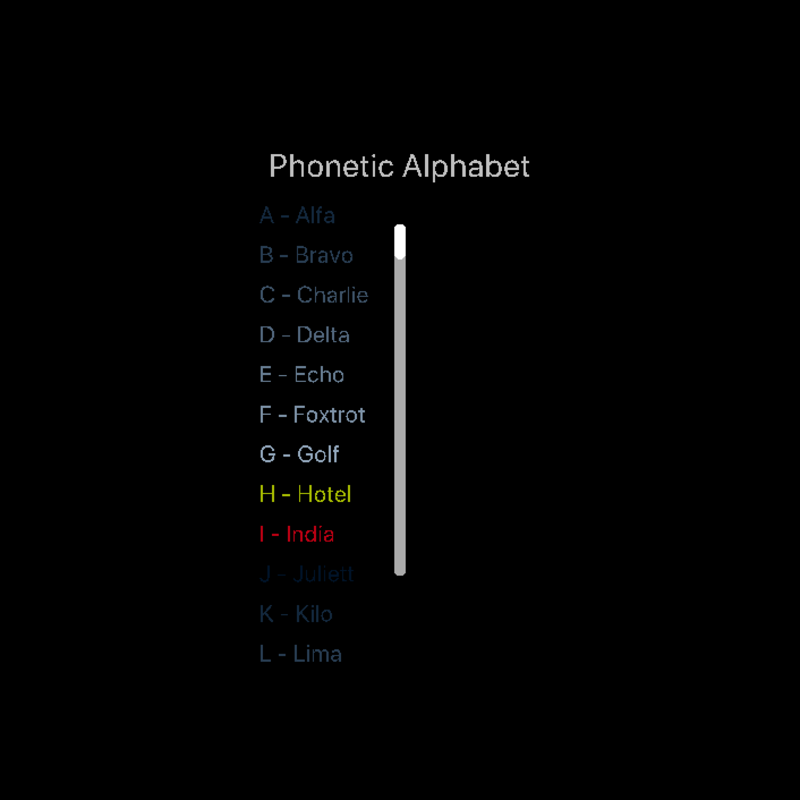 Phonetic Alphabet
A - Alfa
B - Bravo
C - Charlie
D - Delta
E - Echo
F - Foxtrot
G - Golf
H - Hotel
I - India
J - Juliett
K - Kilo
L - Lima